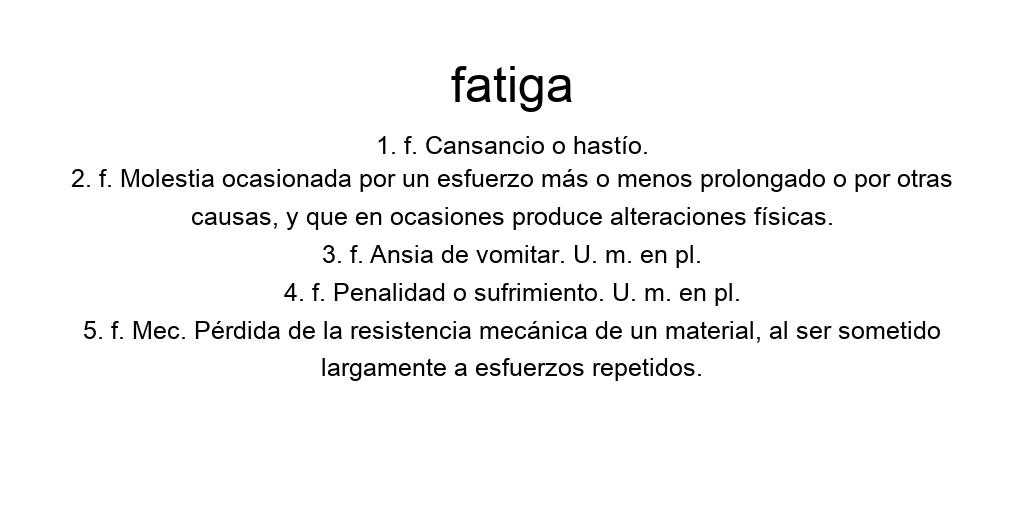 fatiga
1. f. Cansancio o hastío.
2. f. Molestia ocasionada por un esfuerzo más o menos prolongado o por otras
causas, y que en ocasiones produce alteraciones físicas.
3. f. Ansia de vomitar. U. m. en pl.
4. f. Penalidad o sufrimiento. U. m. en pl.
5. f. Mec. Pérdida de la resistencia mecánica de un material, al ser sometido
largamente a esfuerzos repetidos.